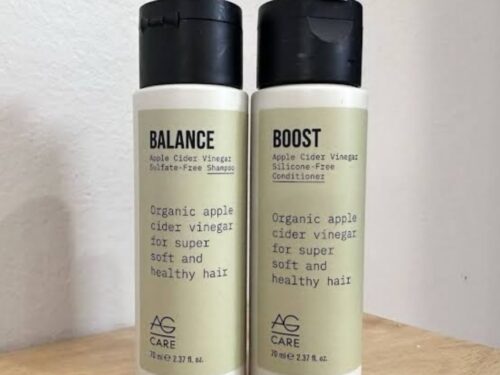 BALANCE
Apple Cider Vinegar
Sulfate-Free Shampoo
Organic apple
cider vinegar
for super
soft and
healthy hair
AG
CARE
70 ml e 2.37 fl. oz.
BOOST
Apple Cider Vinegar
Silicone-Free
Conditioner
Organic apple
cider vinegar
for super
soft and
healthy hair
AG
CARE
70 ml e 2.37 fl. oz.